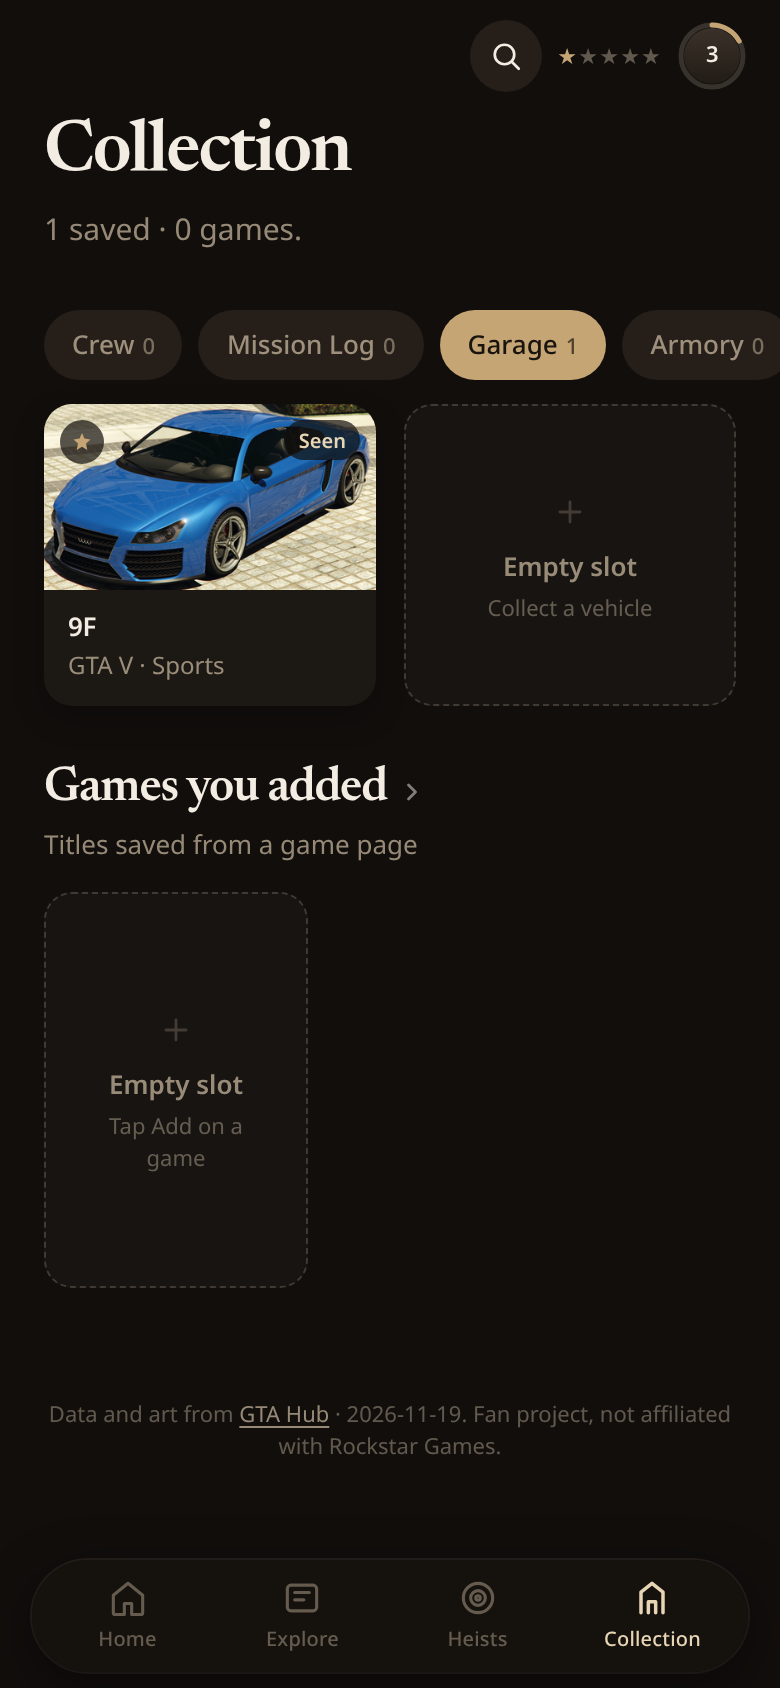 3
Collection
1 saved · 0 games.
Crew 0
Mission Log 0
Garage 1
Armory 0
Seen
9F
GTA V · Sports
Empty slot
Collect a vehicle
Games you added
Titles saved from a game page
Empty slot
Tap Add on a
game
Data and art from GTA Hub · 2026-11-19. Fan project, not affiliated
with Rockstar Games.
Home
Explore
Heists
Collection